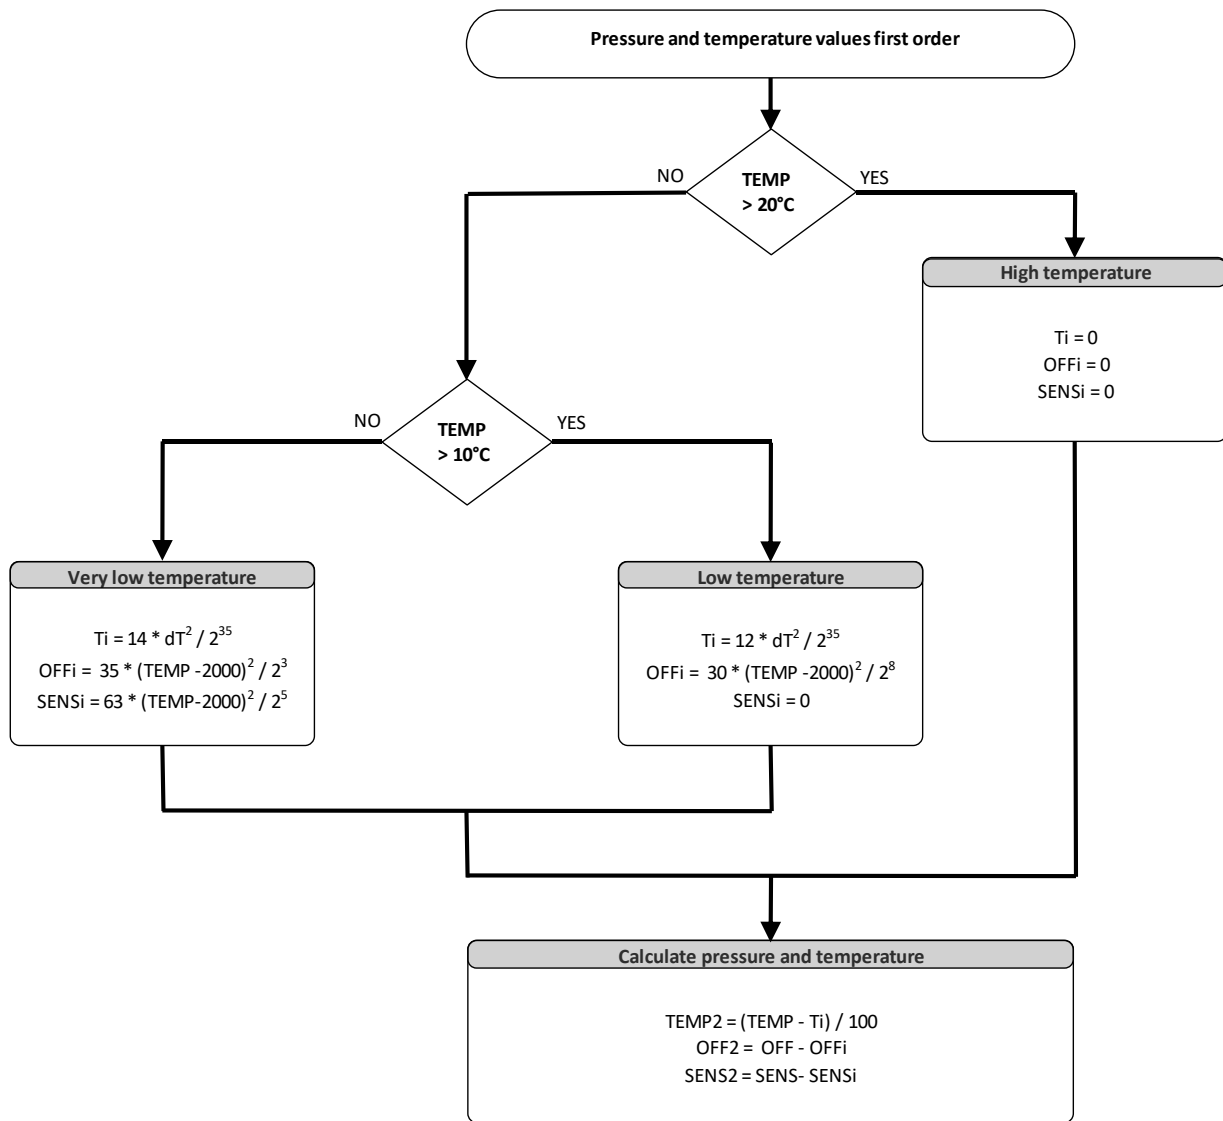 Pressure and temperature values first order
NO
TEMP
> 20°C
YES
High temperature
Ti = 0
OFFi = 0
SENSi = 0
NO
TEMP
> 10°C
YES
Very low temperature
Ti = 14 * dT² / 2³⁵
OFFi = 35 * (TEMP -2000)² / 2³
SENSi = 63 * (TEMP-2000)² / 2⁵
Low temperature
Ti = 12 * dT² / 2³⁵
OFFi = 30 * (TEMP -2000)² / 2⁸
SENSi = 0
Calculate pressure and temperature
TEMP2 = (TEMP - Ti) / 100
OFF2 = OFF - OFFi
SENS2 = SENS- SENSi